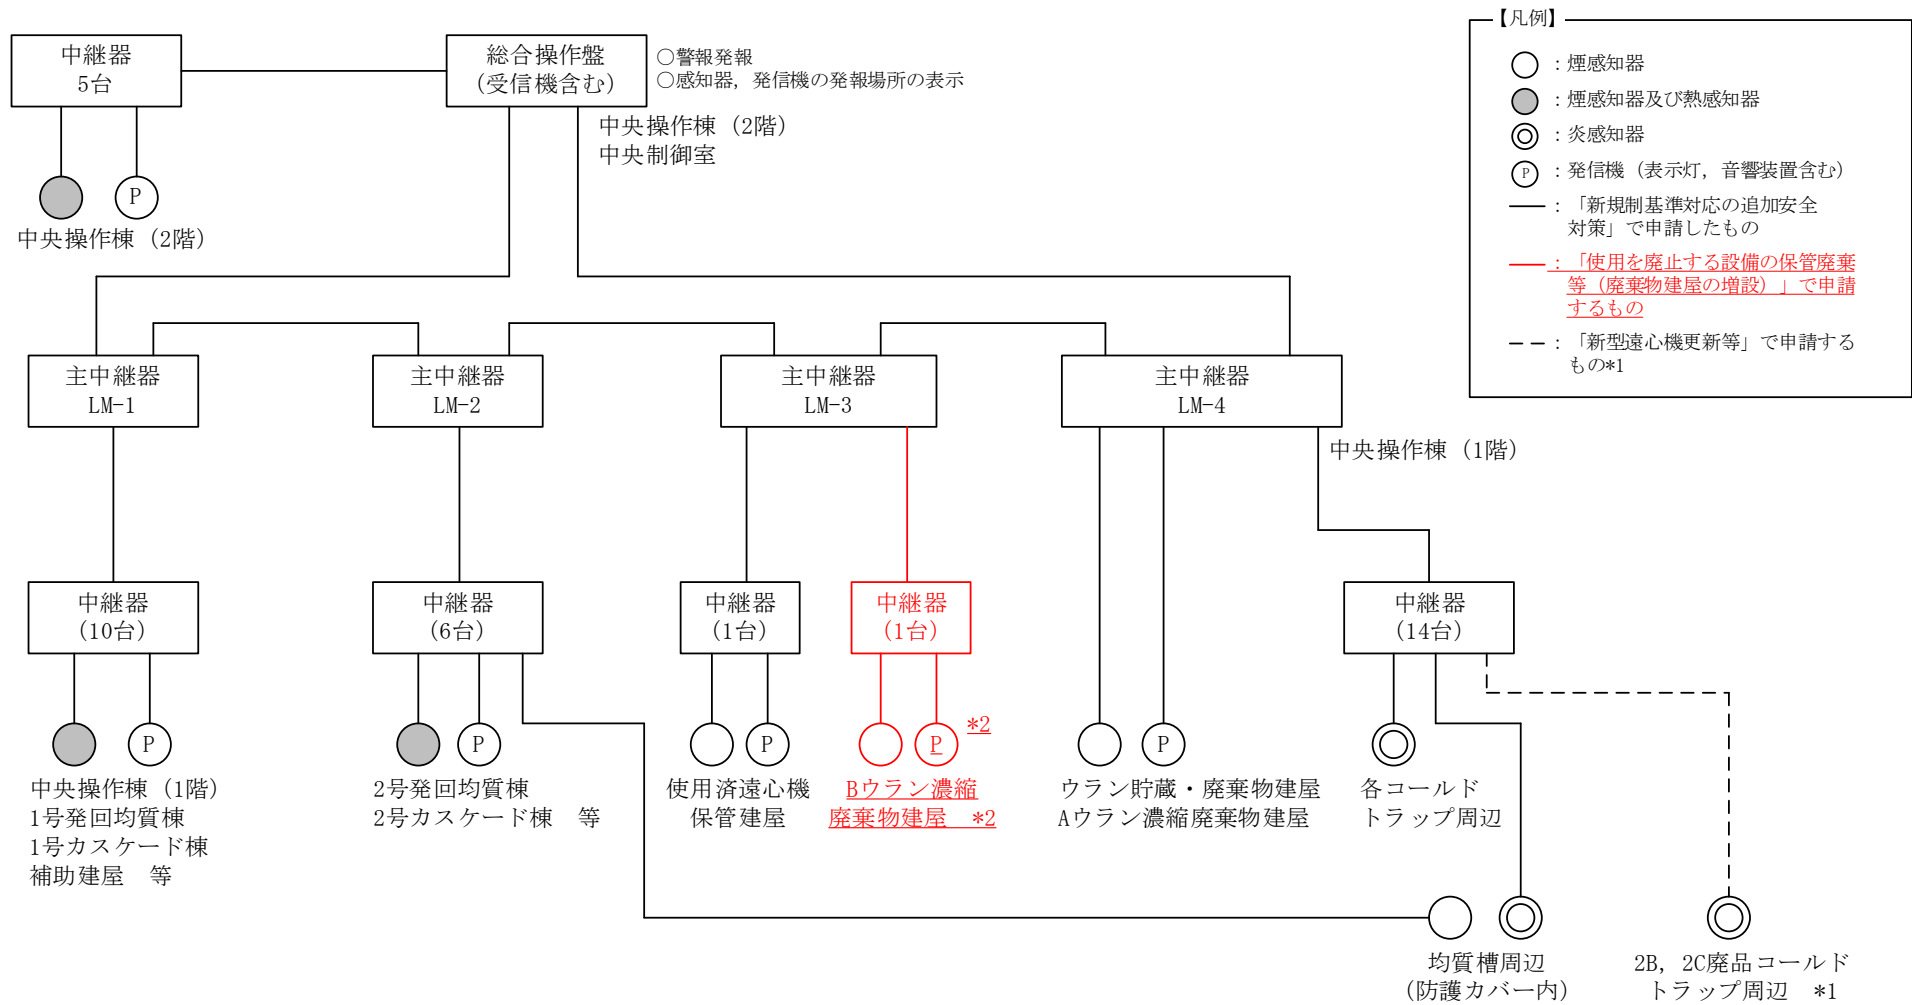 中継器
5台
総合操作盤
(受信機含む)
○警報発報
○感知器，発信機の発報場所の表示
中央操作棟（2階）
中央制御室
P
中央操作棟（2階）
【凡例】
：煙感知器
：煙感知器及び熱感知器
：炎感知器
P
：発信機（表示灯，音響装置含む）
：「新規制基準対応の追加安全
対策」で申請したもの
：「使用を廃止する設備の保管廃棄
等（廃棄物建屋の増設）」で申請
するもの
：「新型遠心機更新等」で申請する
もの*1
主中継器
LM-1
主中継器
LM-2
主中継器
LM-3
主中継器
LM-4
中央操作棟（1階）
中継器
(10台)
中継器
(6台)
中継器
(1台)
中継器
(1台)
中継器
(14台)
P
P
P
P
*2
P
中央操作棟（1階）
1号発回均質棟
1号カスケード棟
補助建屋　等
2号発回均質棟
2号カスケード棟　等
使用済遠心機
保管建屋
Bウラン濃縮
廃棄物建屋　*2
ウラン貯蔵・廃棄物建屋
Aウラン濃縮廃棄物建屋
各コールド
トラップ周辺
均質槽周辺
（防護カバー内）
2B，2C廃品コールド
トラップ周辺　*1